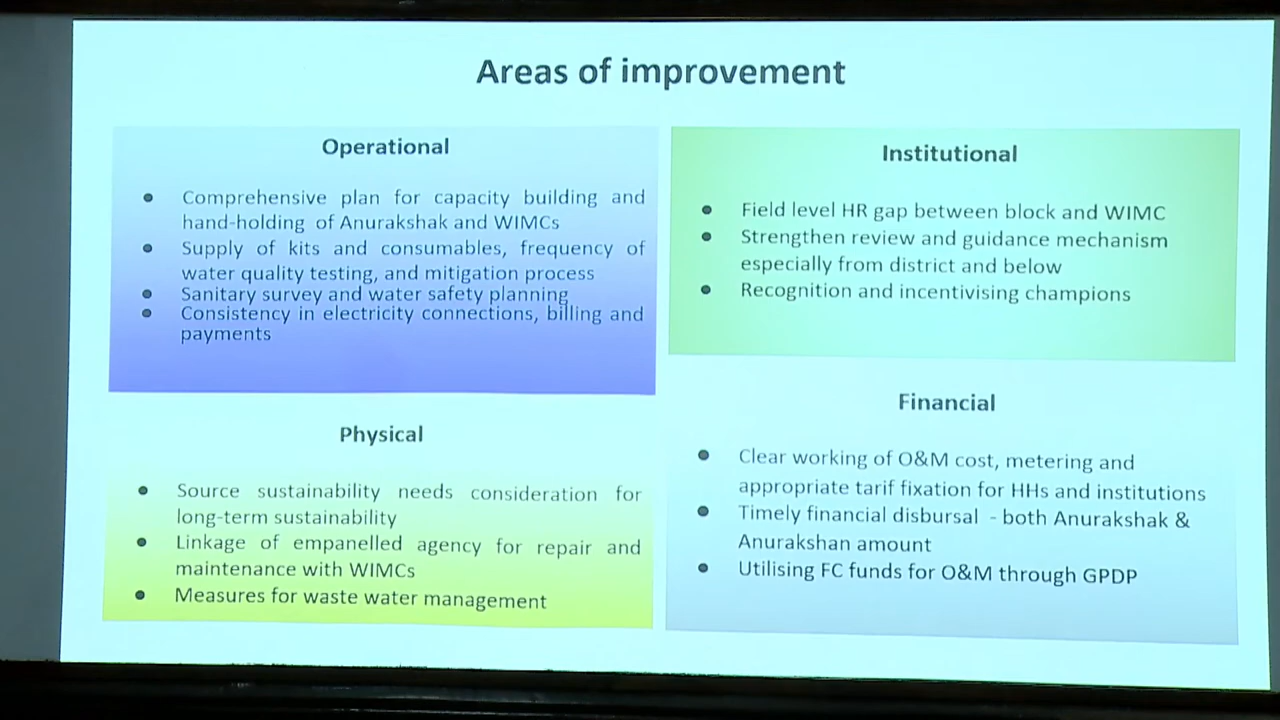 Areas of improvement
Operational
● Comprehensive plan for capacity building and
hand-holding of Anurakshak and WIMCs
● Supply of kits and consumables, frequency of
water quality testing, and mitigation process
● Sanitary survey and water safety planning
● Consistency in electricity connections, billing and
payments
Institutional
● Field level HR gap between block and WIMC
● Strengthen review and guidance mechanism
especially from district and below
● Recognition and incentivising champions
Physical
● Source sustainability needs consideration for
long-term sustainability
● Linkage of empanelled agency for repair and
maintenance with WIMCs
● Measures for waste water management
Financial
● Clear working of O&M cost, metering and
appropriate tarif fixation for HHs and institutions
● Timely financial disbursal - both Anurakshak &
Anurakshan amount
● Utilising FC funds for O&M through GPDP